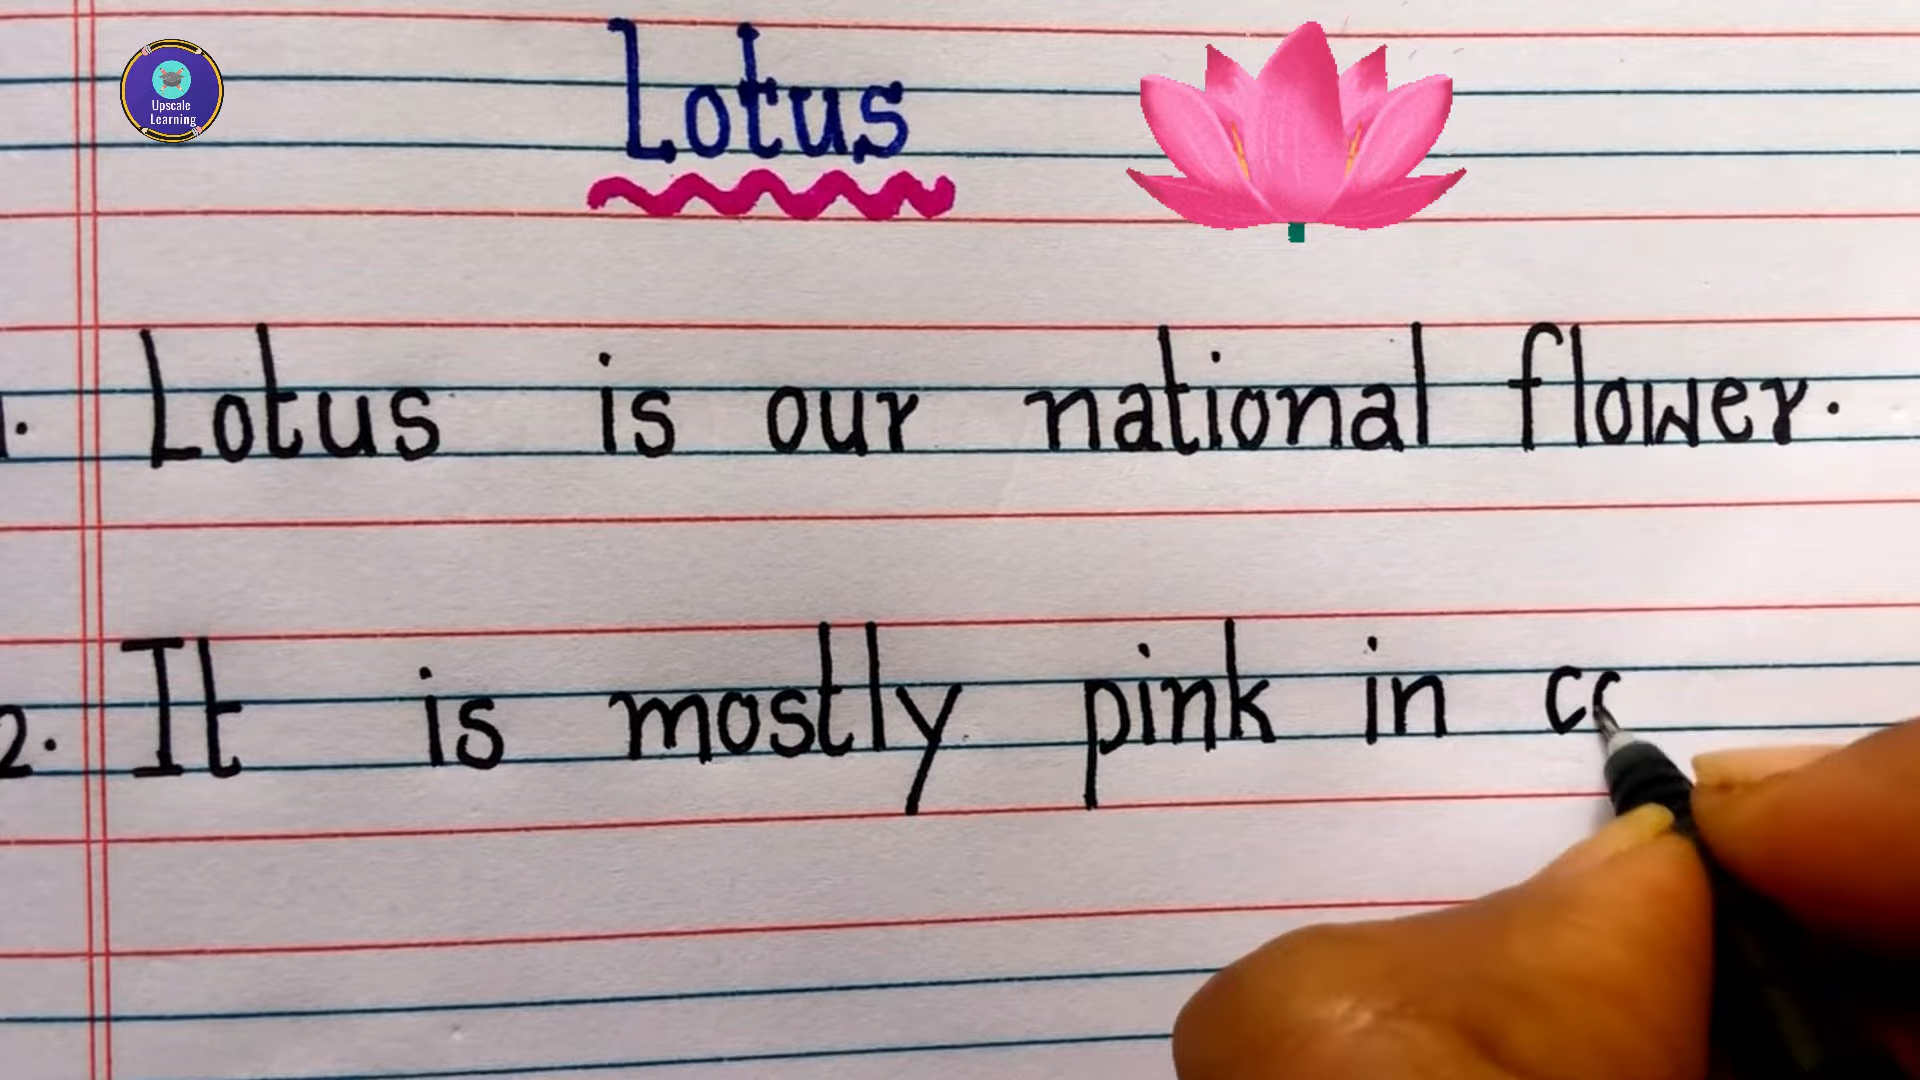 Upscale
Learning
Lotus
1. Lotus is our national flower.
2. It is mostly pink in